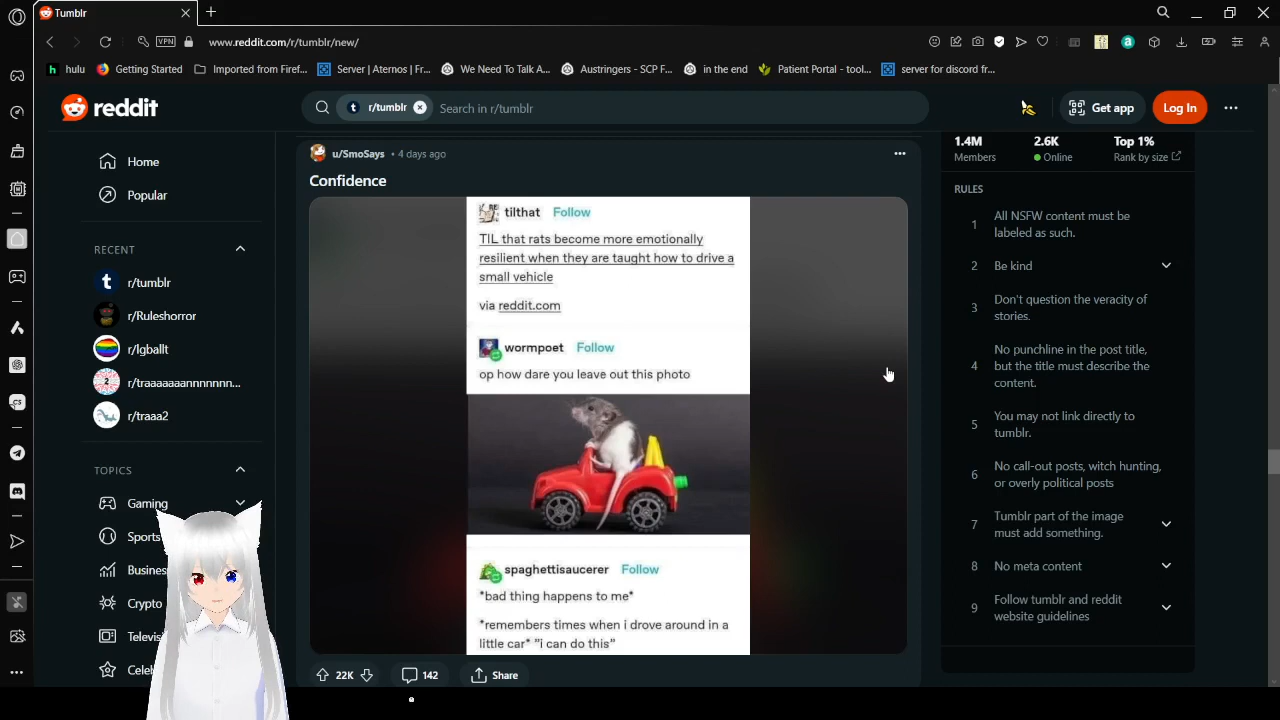 Tumblr
VPN
www.reddit.com/r/tumblr/new/
hulu
Getting Started
Imported from Firef...
Server | Aternos | Fr...
We Need To Talk A...
Austringers - SCP F...
in the end
Patient Portal - tool...
server for discord fr...
reddit
r/tumblr
Search in r/tumblr
Get app
Log In
Home
Popular
RECENT
r/tumblr
r/Ruleshorror
r/lgballt
r/traaaaaaannnnnnn...
r/traaa2
TOPICS
Gaming
Sports
Busines
Crypto
Televis
Celeb
u/SmoSays • 4 days ago
Confidence
tilthat Follow
TIL that rats become more emotionally
resilient when they are taught how to drive a
small vehicle
via reddit.com
wormpoet Follow
op how dare you leave out this photo
spaghettisaucerer Follow
*bad thing happens to me*
*remembers times when i drove around in a
little car* "i can do this"
22K
142
Share
1.4M
Members
2.6K
Online
Top 1%
Rank by size
RULES
1 All NSFW content must be
labeled as such.
2 Be kind
3 Don't question the veracity of
stories.
4 No punchline in the post title,
but the title must describe the
content.
5 You may not link directly to
tumblr.
6 No call-out posts, witch hunting,
or overly political posts
7 Tumblr part of the image
must add something.
8 No meta content
9 Follow tumblr and reddit
website guidelines